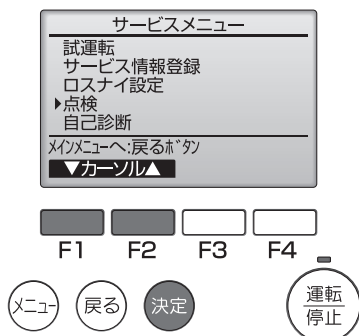 サービスメニュー
試運転
サービス情報登録
ロスナイ設定
▶点検
自己診断
メインメニューへ:戻るボタン
▼カーソル▲
F1 F2 F3 F4
メニュー 戻る 決定 運転
停止